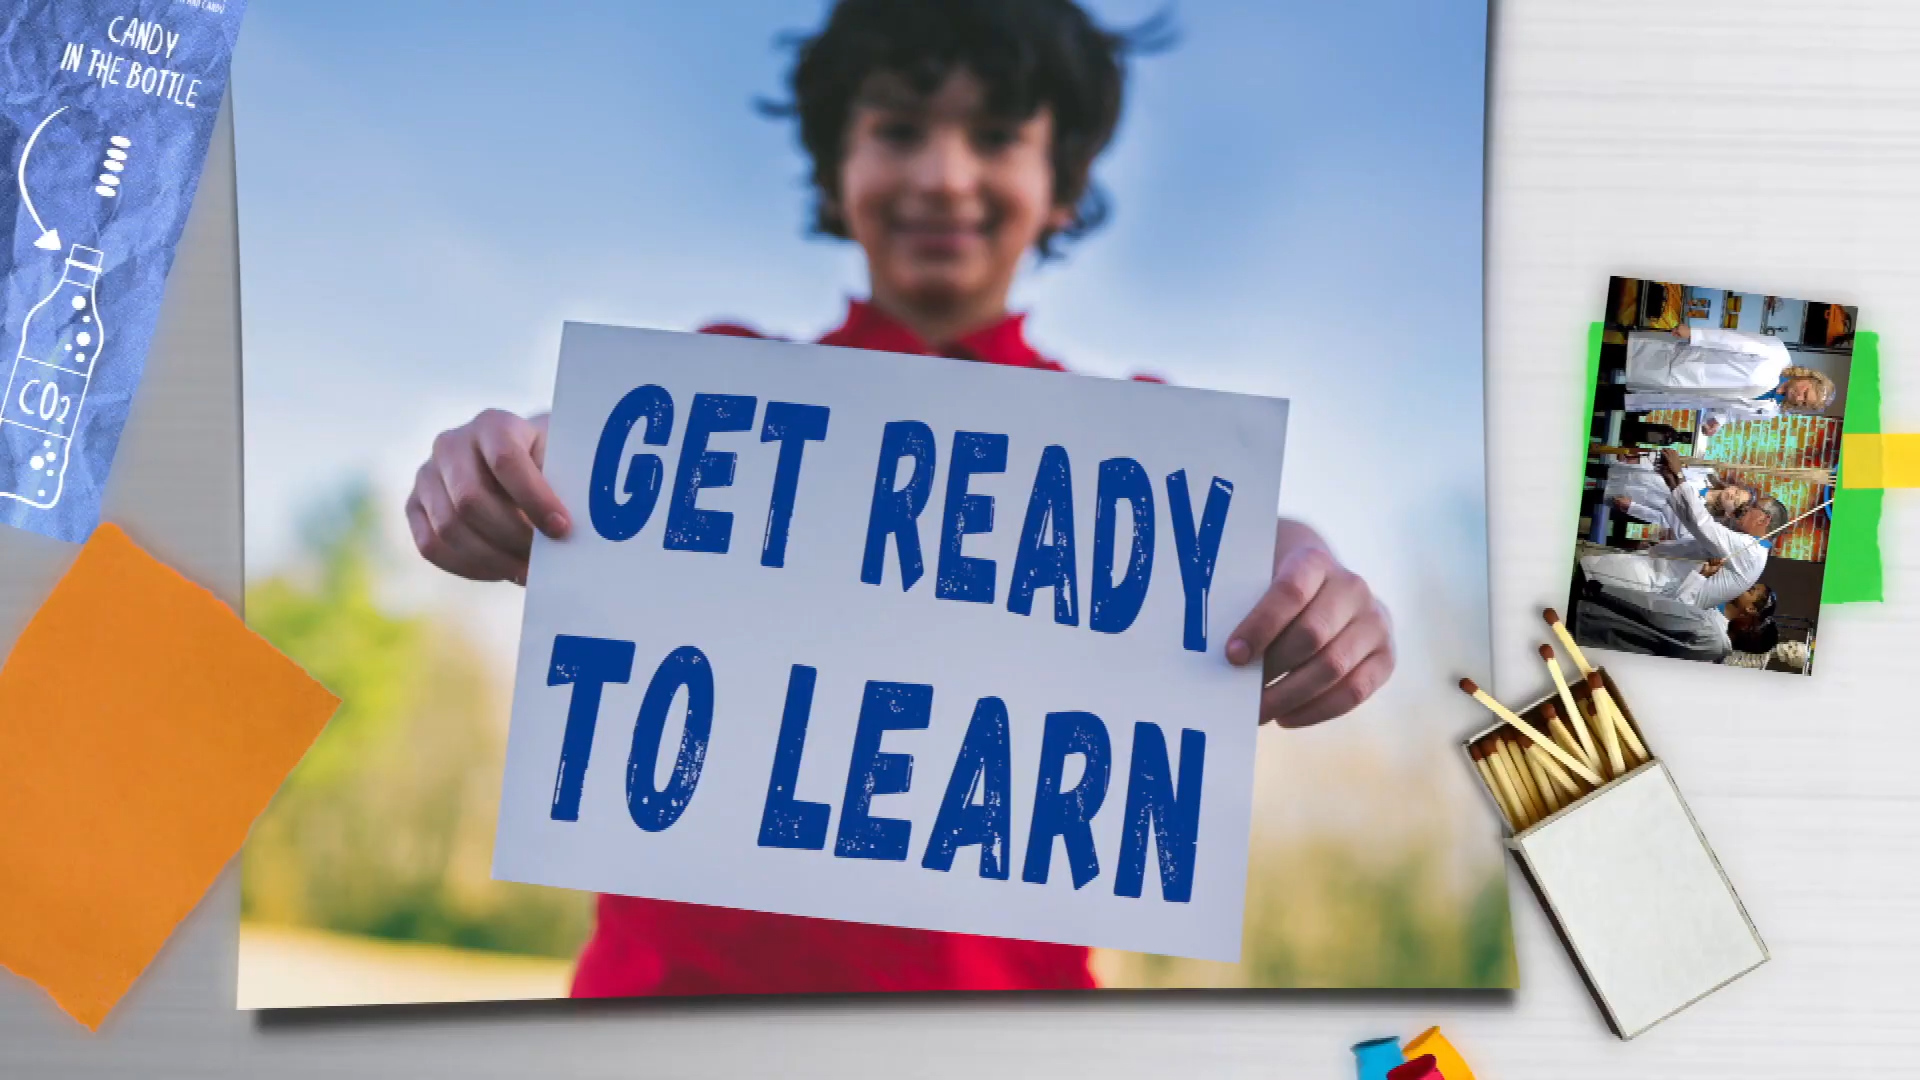 CANDY
IN THE BOTTLE
CO2
GET READY
TO LEARN